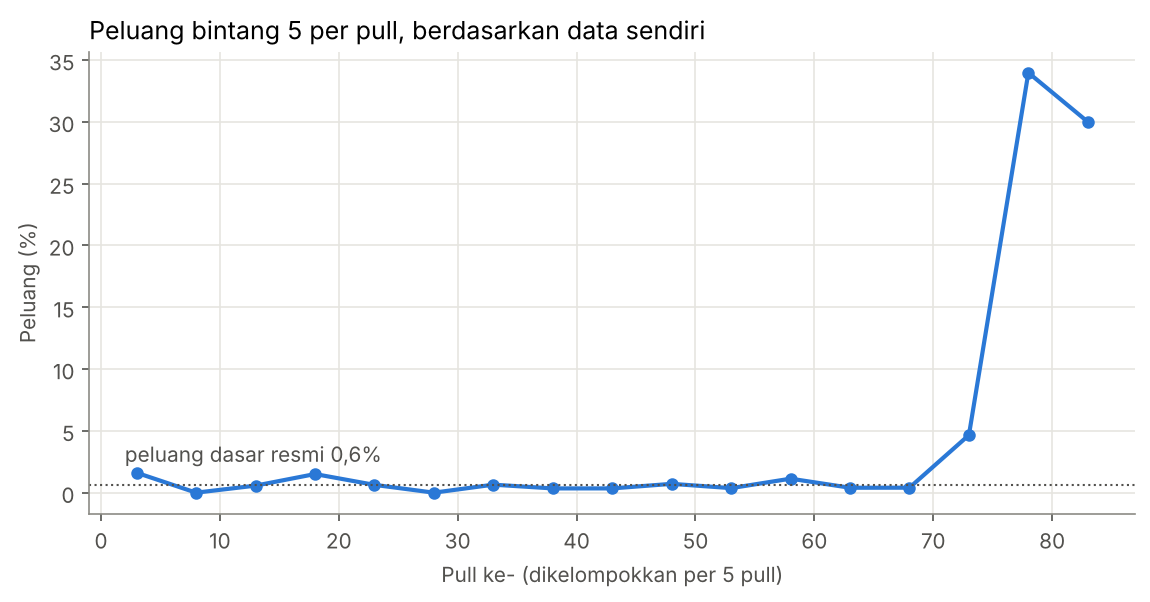 Peluang bintang 5 per pull, berdasarkan data sendiri
35
30
25
20
15
10
5
0
Peluang (%)
peluang dasar resmi 0,6%
0 10 20 30 40 50 60 70 80
Pull ke- (dikelompokkan per 5 pull)